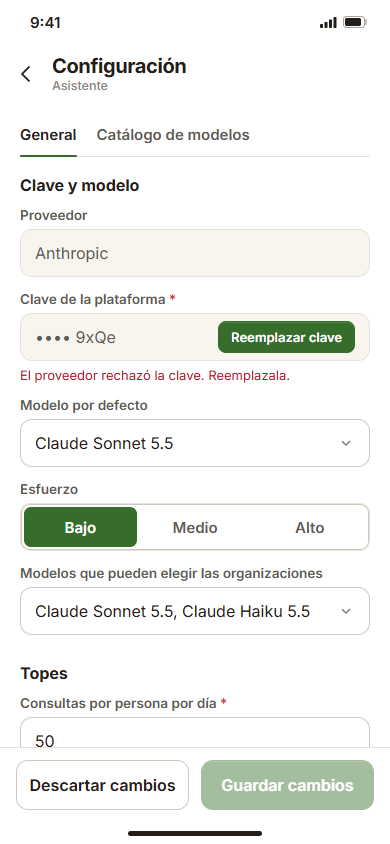 9:41
Configuración
Asistente
General Catálogo de modelos
Clave y modelo
Proveedor
Anthropic
Clave de la plataforma *
•••• 9xQe Reemplazar clave
El proveedor rechazó la clave. Reemplazala.
Modelo por defecto
Claude Sonnet 5.5
Esfuerzo
Bajo Medio Alto
Modelos que pueden elegir las organizaciones
Claude Sonnet 5.5, Claude Haiku 5.5
Topes
Consultas por persona por día *
50
Descartar cambios Guardar cambios